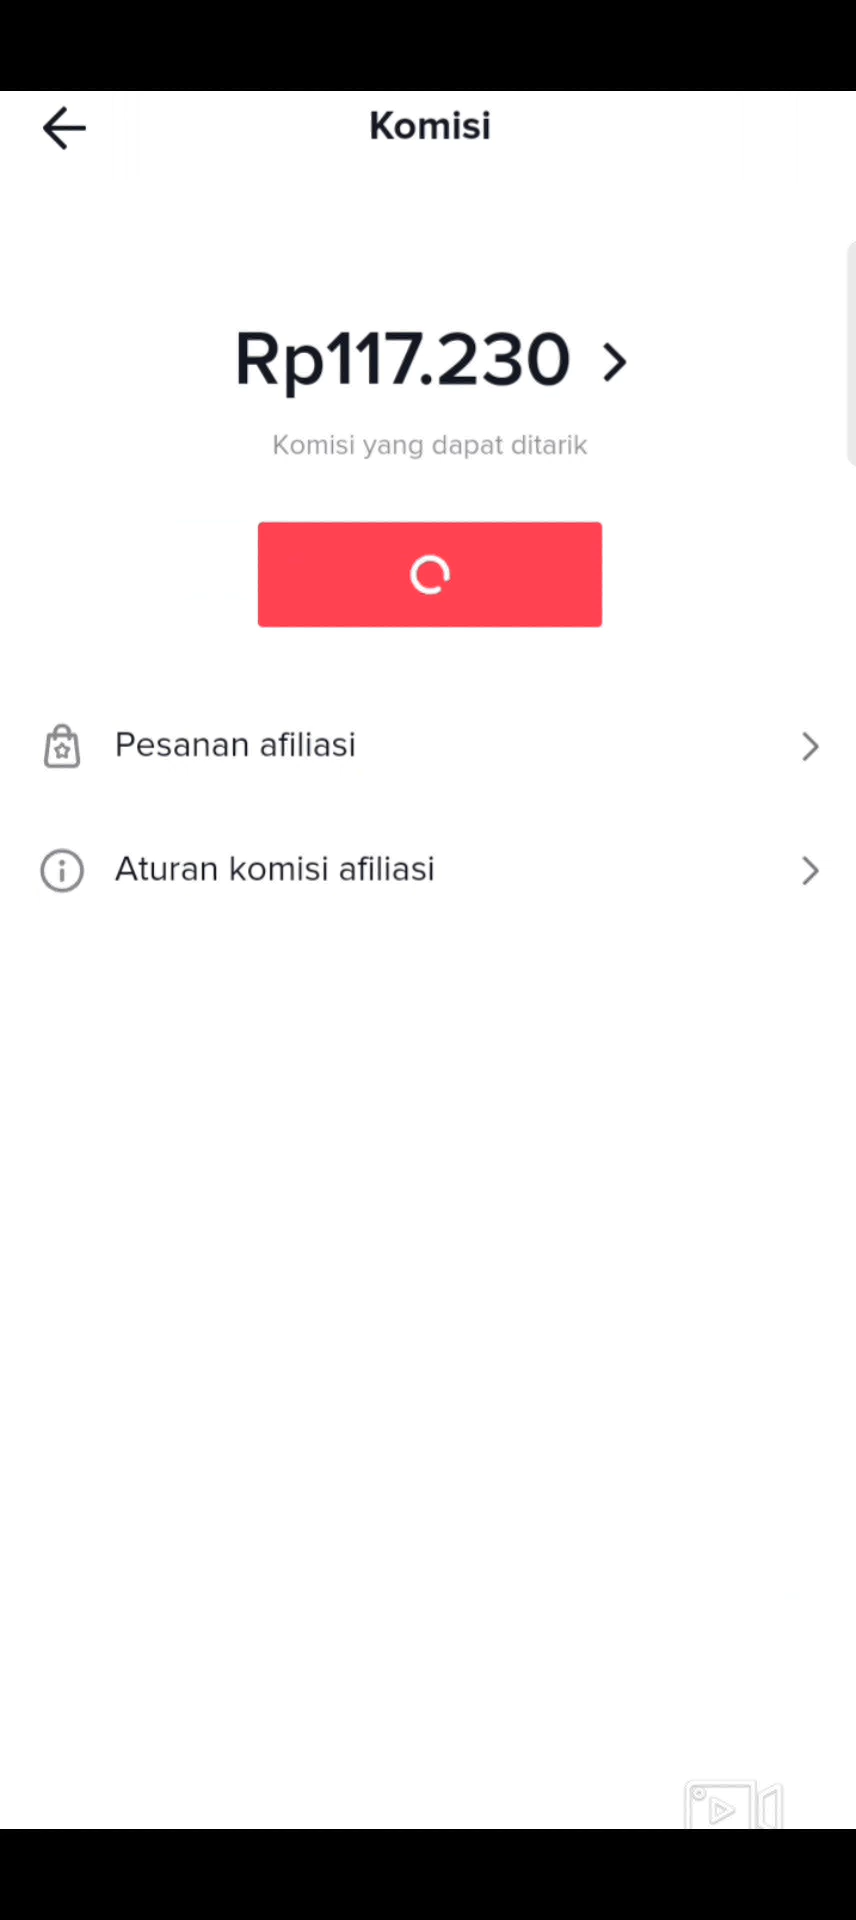 Komisi
Rp117.230
Komisi yang dapat ditarik
Pesanan afiliasi
Aturan komisi afiliasi